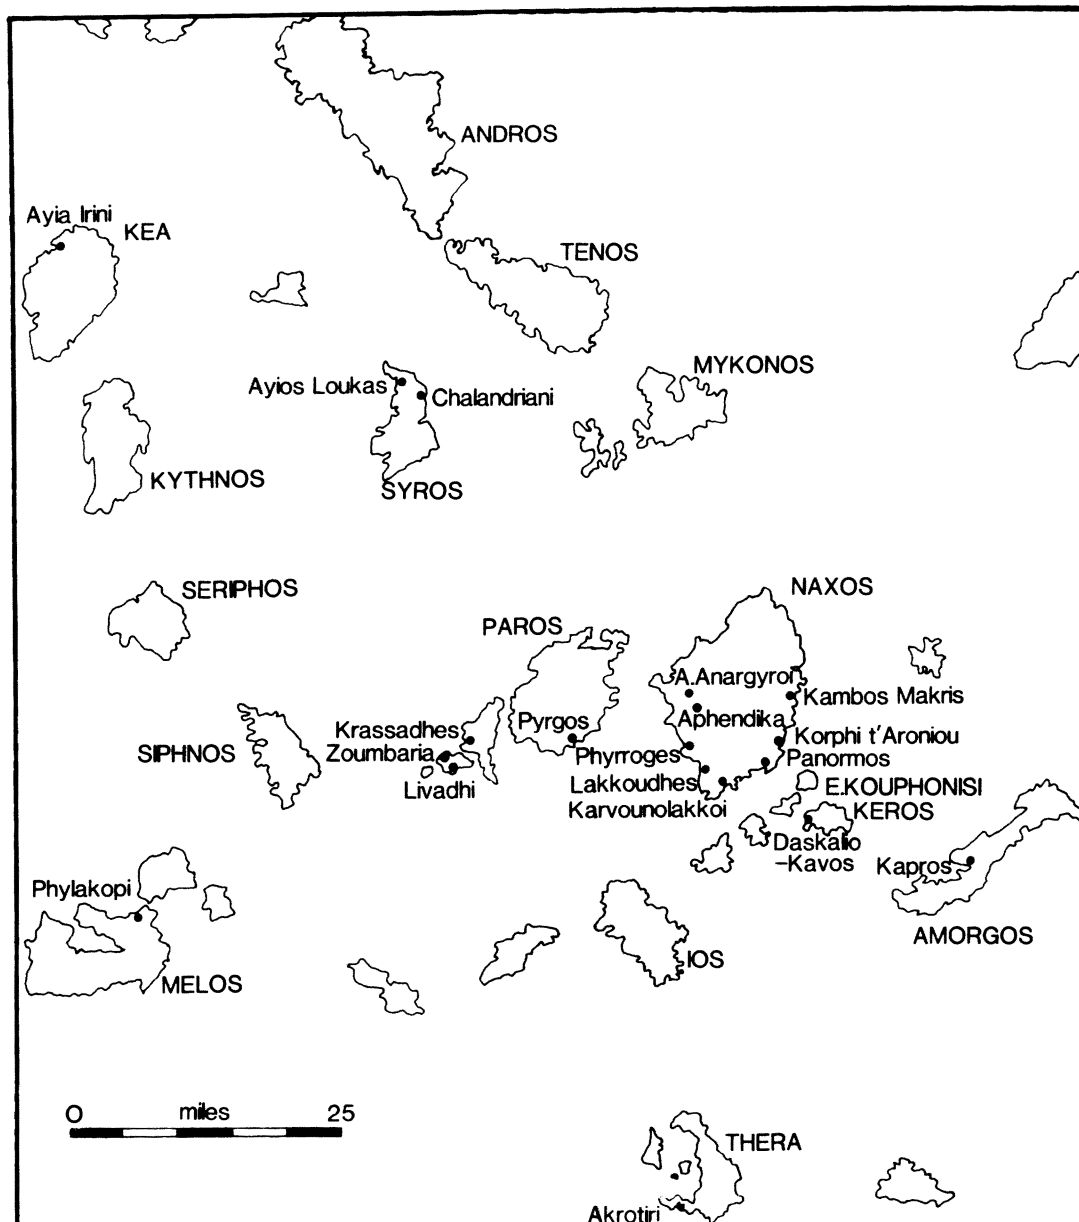 ANDROS
Ayia Irini
KEA
TENOS
MYKONOS
Ayios Loukas
Chalandriani
KYTHNOS
SYROS
SERIPHOS
NAXOS
PAROS
A.Anargyroi
Kambos Makris
Aphendika
Pyrgos
Krassadhes
Korphi t'Aroniou
SIPHNOS
Zoumbaria
Phyrroges
Panormos
Livadhi
Lakkoudhes
E.KOUPHONISI
Karvounolakkoi
KEROS
Daskalio
-Kavos
Kapros
Phylakopi
AMORGOS
IOS
MELOS
0 miles 25
THERA
Akrotiri